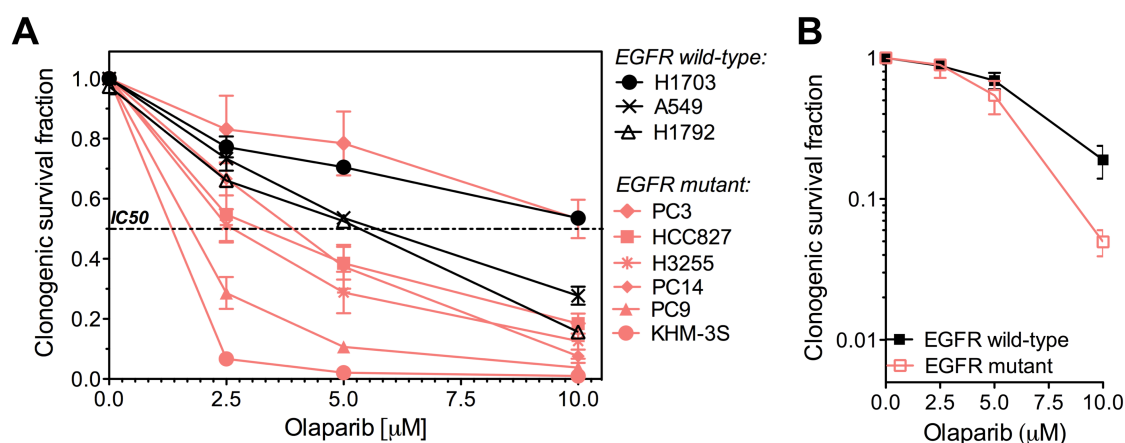 A
Clonogenic survival fraction
1.0
0.8
0.6
0.4
0.2
0.0
IC50
0.0 2.5 5.0 7.5 10.0
Olaparib [μM]
EGFR wild-type:
H1703
A549
H1792
EGFR mutant:
PC3
HCC827
H3255
PC14
PC9
KHM-3S
B
Clonogenic survival fraction
1
0.1
0.01
EGFR wild-type
EGFR mutant
0.0 2.5 5.0 7.5 10.0
Olaparib (μM)